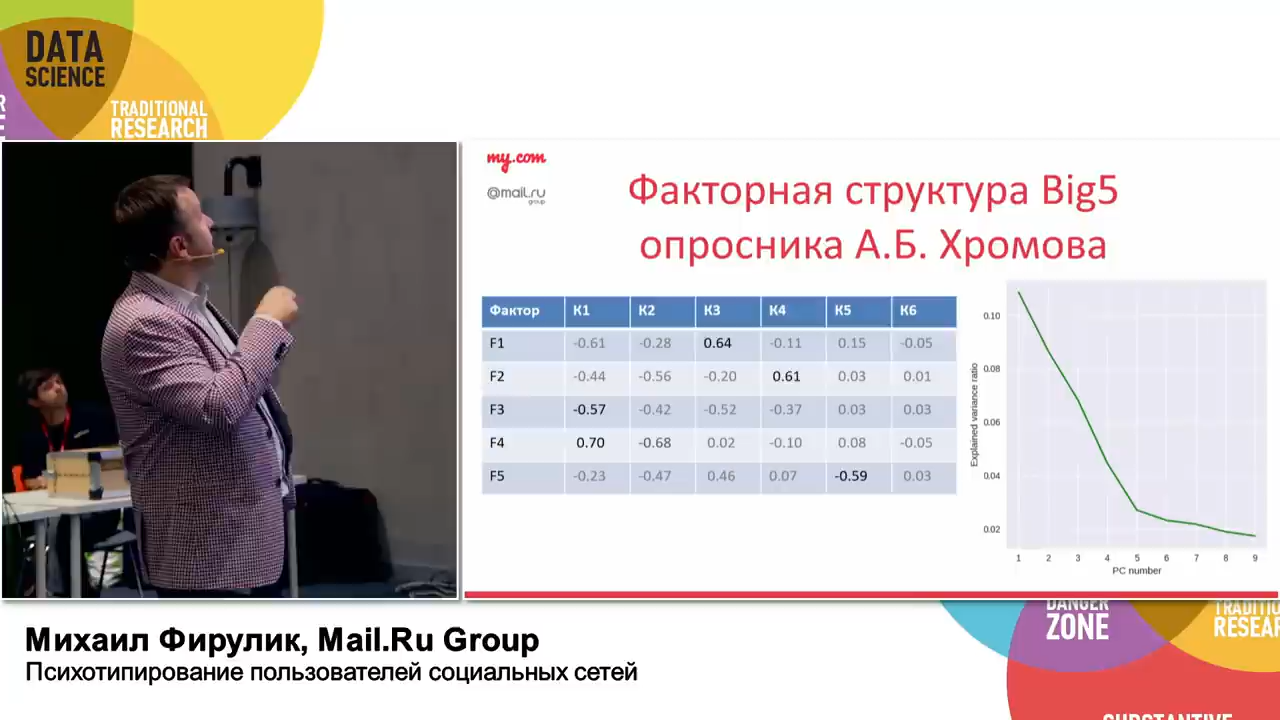 DATA
SCIENCE
TRADITIONAL
RESEARCH
my.com
@mail.ru
group
Факторная структура Big5
опросника А.Б. Хромова
Фактор К1 К2 К3 К4 К5 К6
F1 -0.61 -0.28 0.64 -0.11 0.15 -0.05
F2 -0.44 -0.56 -0.20 0.61 0.03 0.01
F3 -0.57 -0.42 -0.52 -0.37 0.03 0.03
F4 0.70 -0.68 0.02 -0.10 0.08 -0.05
F5 -0.23 -0.47 0.46 0.07 -0.59 0.03
Explained variance ratio
0.10
0.08
0.06
0.04
0.02
1 2 3 4 5 6 7 8 9
PC number
Михаил Фирулик, Mail.Ru Group
Психотипирование пользователей социальных сетей
DANGER
ZONE